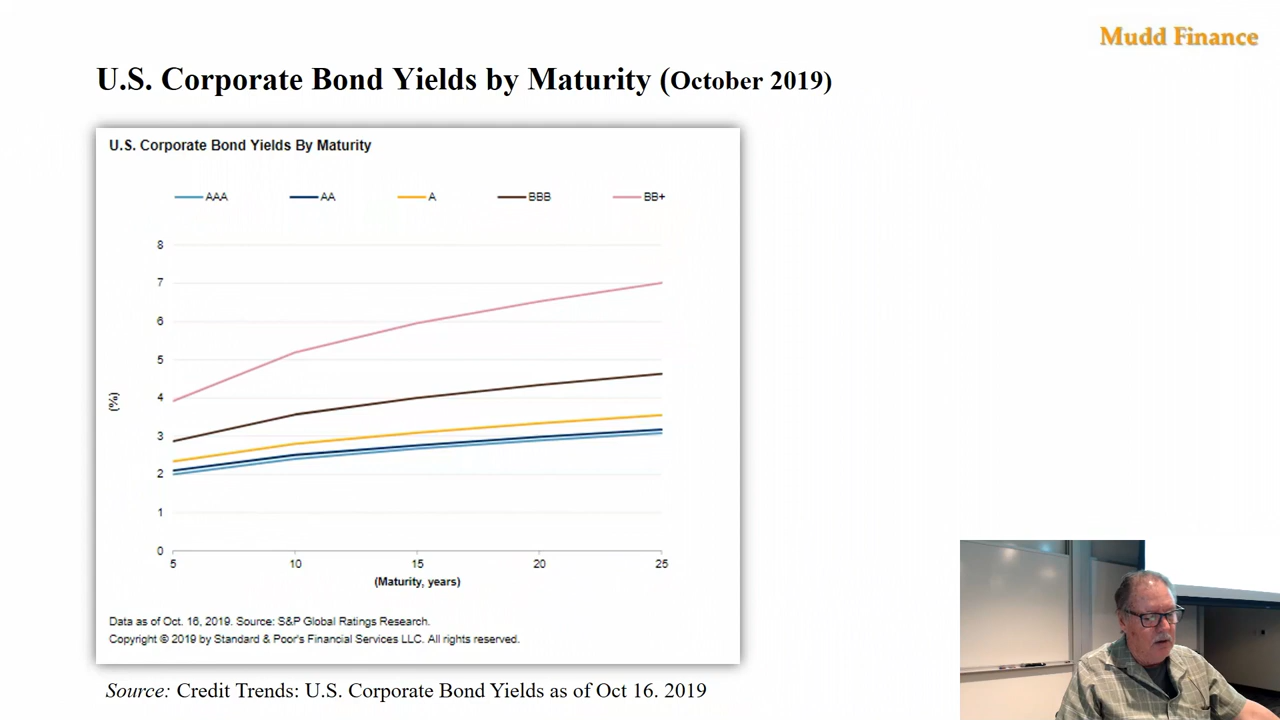 Mudd Finance
U.S. Corporate Bond Yields by Maturity (October 2019)
U.S. Corporate Bond Yields By Maturity
AAA AA A BBB BB+
8
7
6
5
4
3
2
1
0
(%)
5 10 15 20 25
(Maturity, years)
Data as of Oct. 16, 2019. Source: S&P Global Ratings Research.
Copyright © 2019 by Standard & Poor's Financial Services LLC. All rights reserved.
Source: Credit Trends: U.S. Corporate Bond Yields as of Oct 16. 2019